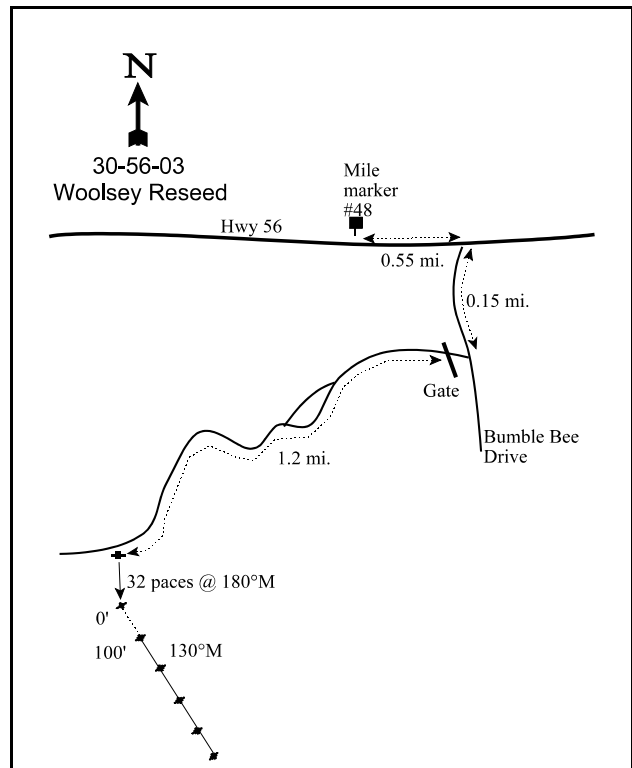 N
30-56-03
Woolsey Reseed
Mile
marker
#48
Hwy 56
0.55 mi.
0.15 mi.
Gate
Bumble Bee
Drive
1.2 mi.
32 paces @ 180°M
0'
100'
130°M